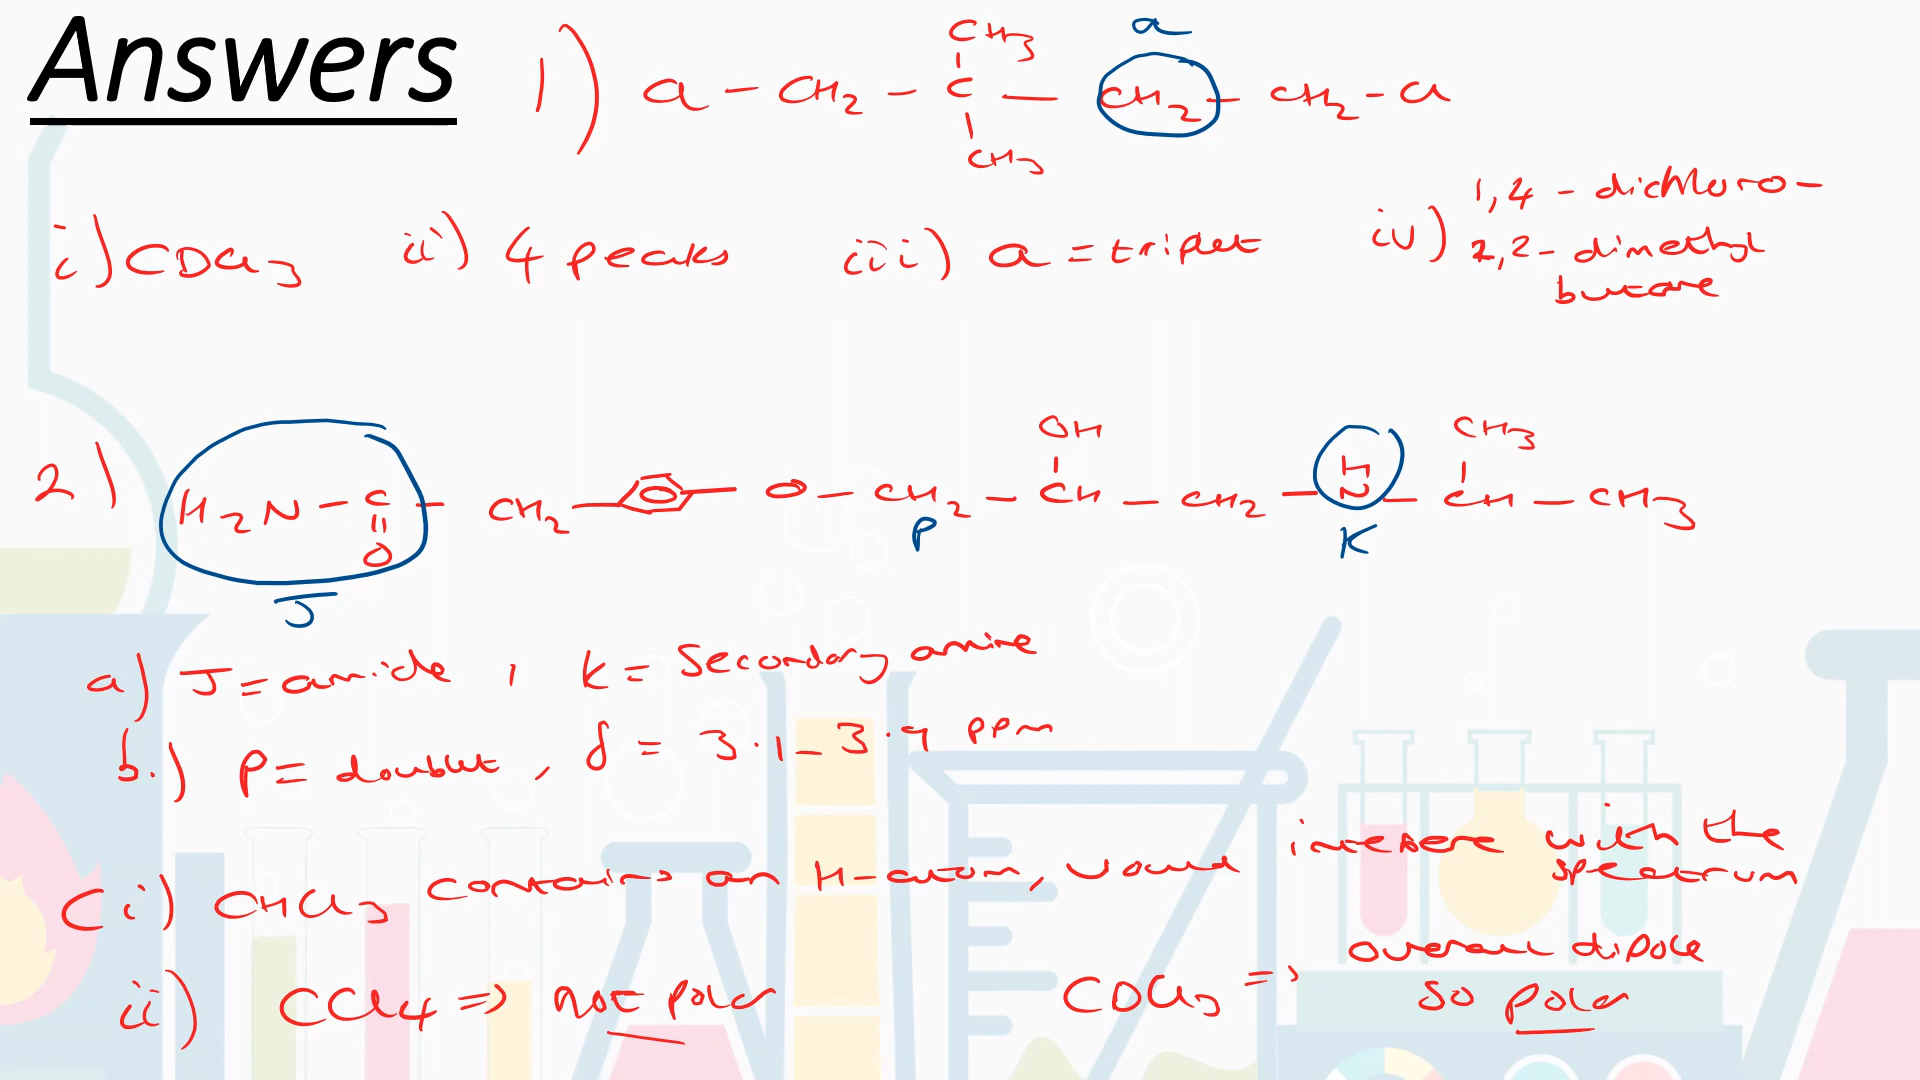 Answers
1) Cl - CH2 - C - CH2 - CH2 - Cl
CH3
CH3
a
i) CDCl3 ii) 4 peaks iii) a = triplet iv) 1,4 - dichloro -
2,2 - dimethyl
butane
2) H2N - C - CH2 - O - CH2 - CH - CH2 - N - CH - CH3
O
OH
H
CH3
J
P
K
a) J = amide , K = Secondary amine
b.) P = doublet , δ = 3.1 - 3.9 ppm
C i) CHCl3 contains an H-atom, would interfere with the
spectrum
ii) CCl4 => not polar CDCl3 => overall dipole
so polar